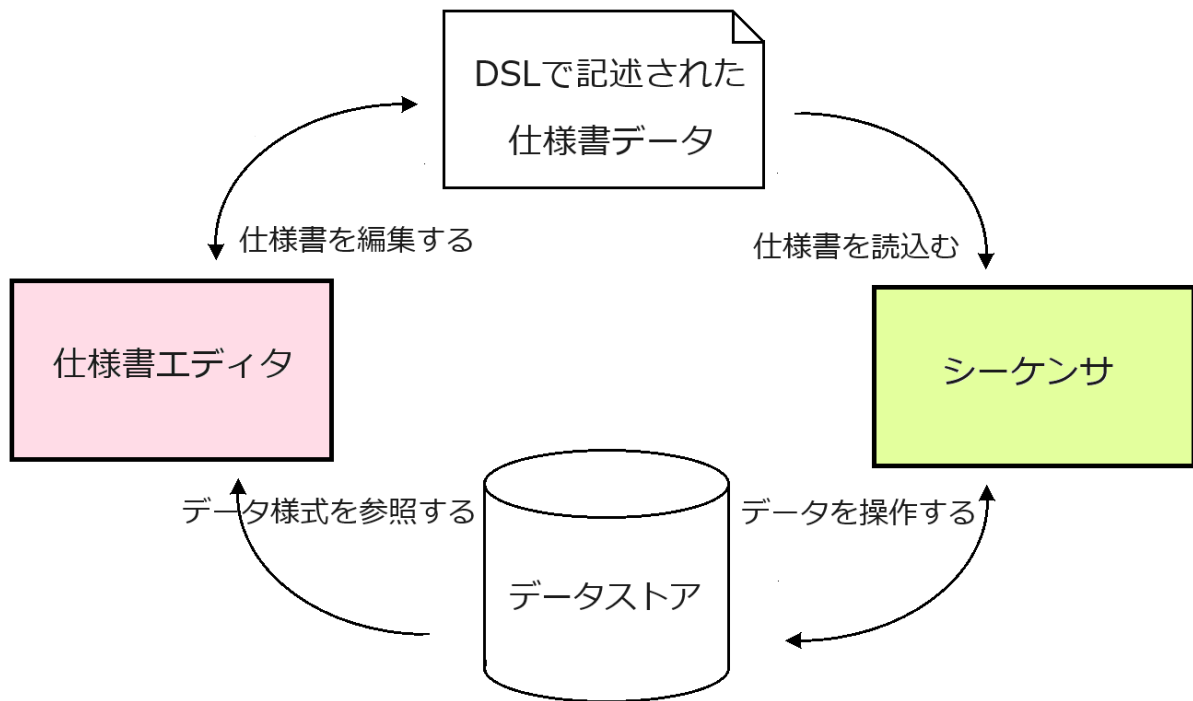 DSLで記述された
仕様書データ
仕様書を編集する
仕様書を読込む
仕様書エディタ
シーケンサ
データ様式を参照する
データを操作する
データストア